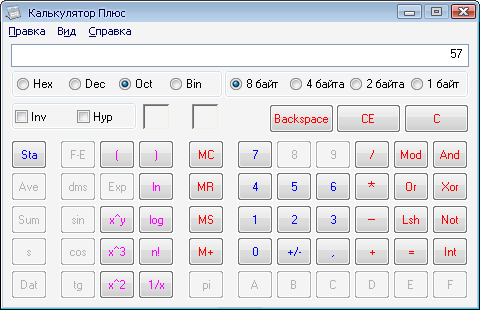 Калькулятор Плюс
Правка Вид Справка
57
Hex Dec Oct Bin 8 байт 4 байта 2 байта 1 байт
Inv Hyp Backspace CE C
Sta F-E ( ) MC 7 8 9 / Mod And
Ave dms Exp ln MR 4 5 6 * Or Xor
Sum sin x^y log MS 1 2 3 – Lsh Not
s cos x^3 n! M+ 0 +/- , + = Int
Dat tg x^2 1/x pi A B C D E F